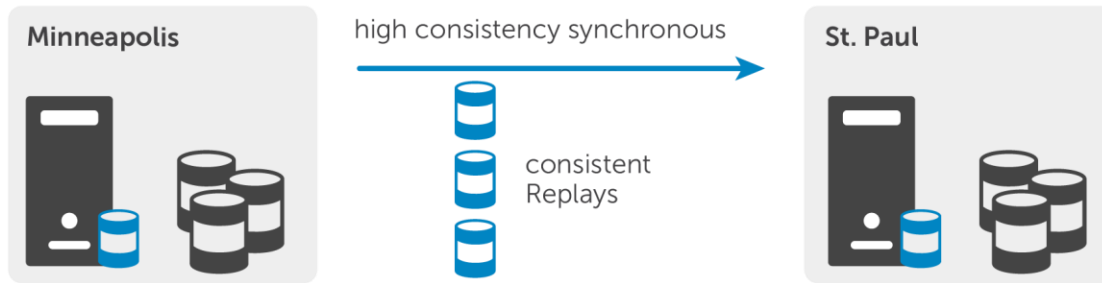 Minneapolis
high consistency synchronous
St. Paul
consistent
Replays